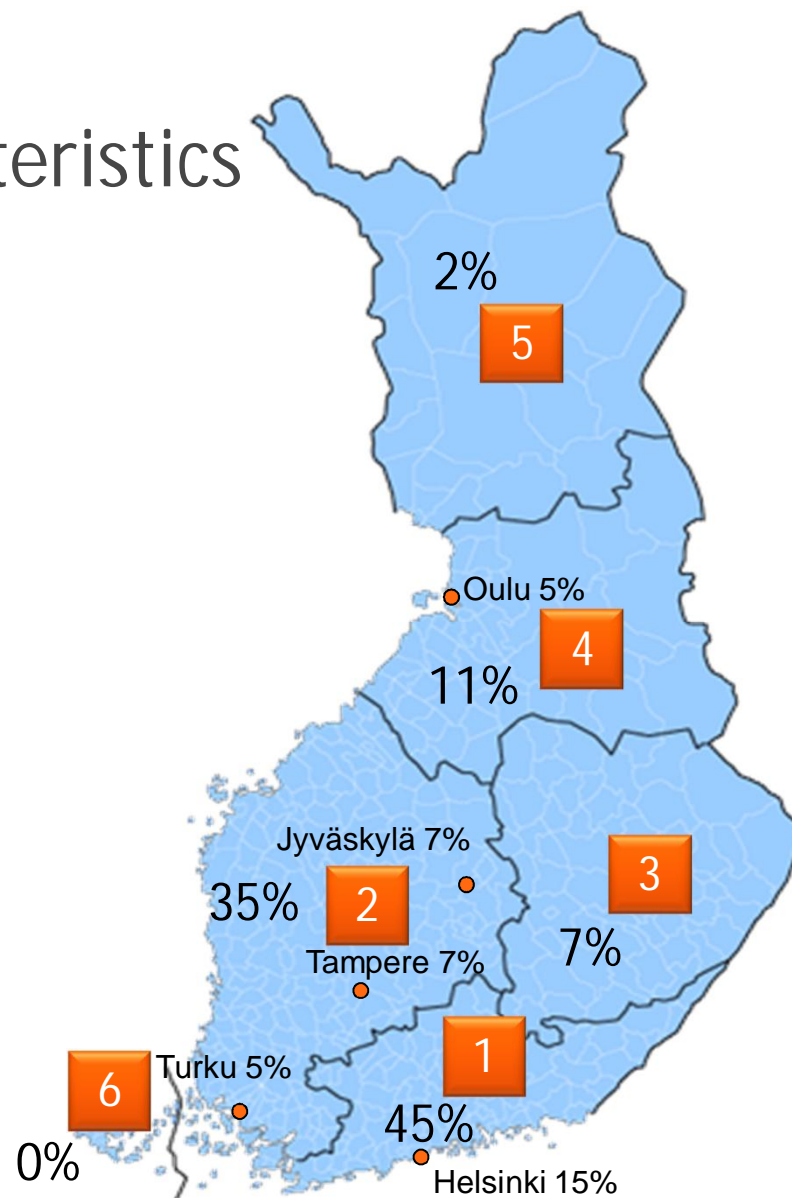 teristics
2%
5
Oulu 5%
4
11%
Jyväskylä 7%
3
35%
2
7%
Tampere 7%
1
6
Turku 5%
45%
0%
Helsinki 15%